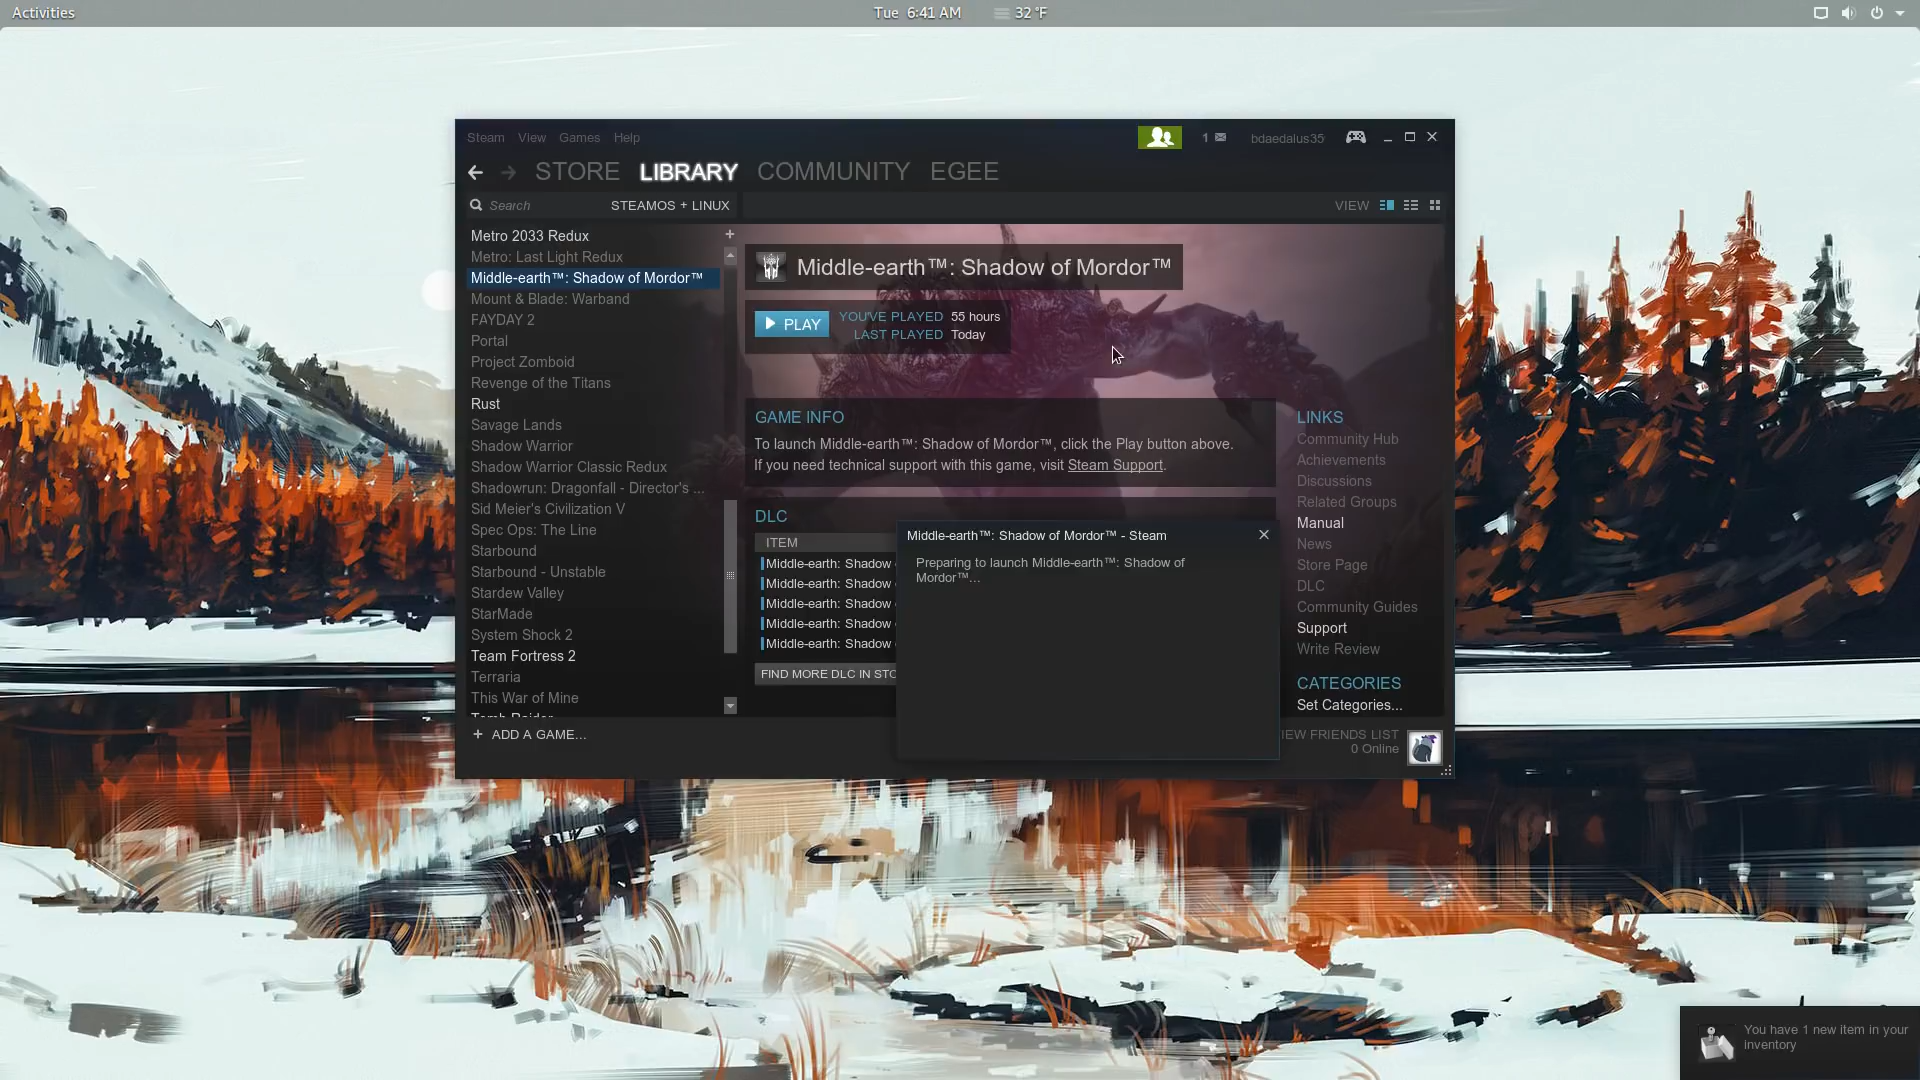 Activities
Tue 6:41 AM
32 °F
Steam View Games Help
1
bdaedalus35
STORE LIBRARY COMMUNITY EGEE
Search
STEAMOS + LINUX
VIEW
Metro 2033 Redux
Metro: Last Light Redux
Middle-earth™: Shadow of Mordor™
Mount & Blade: Warband
FAYDAY 2
Portal
Project Zomboid
Revenge of the Titans
Rust
Savage Lands
Shadow Warrior
Shadow Warrior Classic Redux
Shadowrun: Dragonfall - Director's ...
Sid Meier's Civilization V
Spec Ops: The Line
Starbound
Starbound - Unstable
Stardew Valley
StarMade
System Shock 2
Team Fortress 2
Terraria
This War of Mine
Tomb Raider
+ ADD A GAME...
Middle-earth™: Shadow of Mordor™
PLAY
YOU'VE PLAYED 55 hours
LAST PLAYED Today
GAME INFO
To launch Middle-earth™: Shadow of Mordor™, click the Play button above.
If you need technical support with this game, visit Steam Support.
DLC
ITEM
Middle-earth: Shadow
Middle-earth: Shadow
Middle-earth: Shadow
Middle-earth: Shadow
Middle-earth: Shadow
FIND MORE DLC IN STO
Middle-earth™: Shadow of Mordor™ - Steam
Preparing to launch Middle-earth™: Shadow of
Mordor™...
LINKS
Community Hub
Achievements
Discussions
Related Groups
Manual
News
Store Page
DLC
Community Guides
Support
Write Review
CATEGORIES
Set Categories...
IEW FRIENDS LIST
0 Online
You have 1 new item in your
inventory